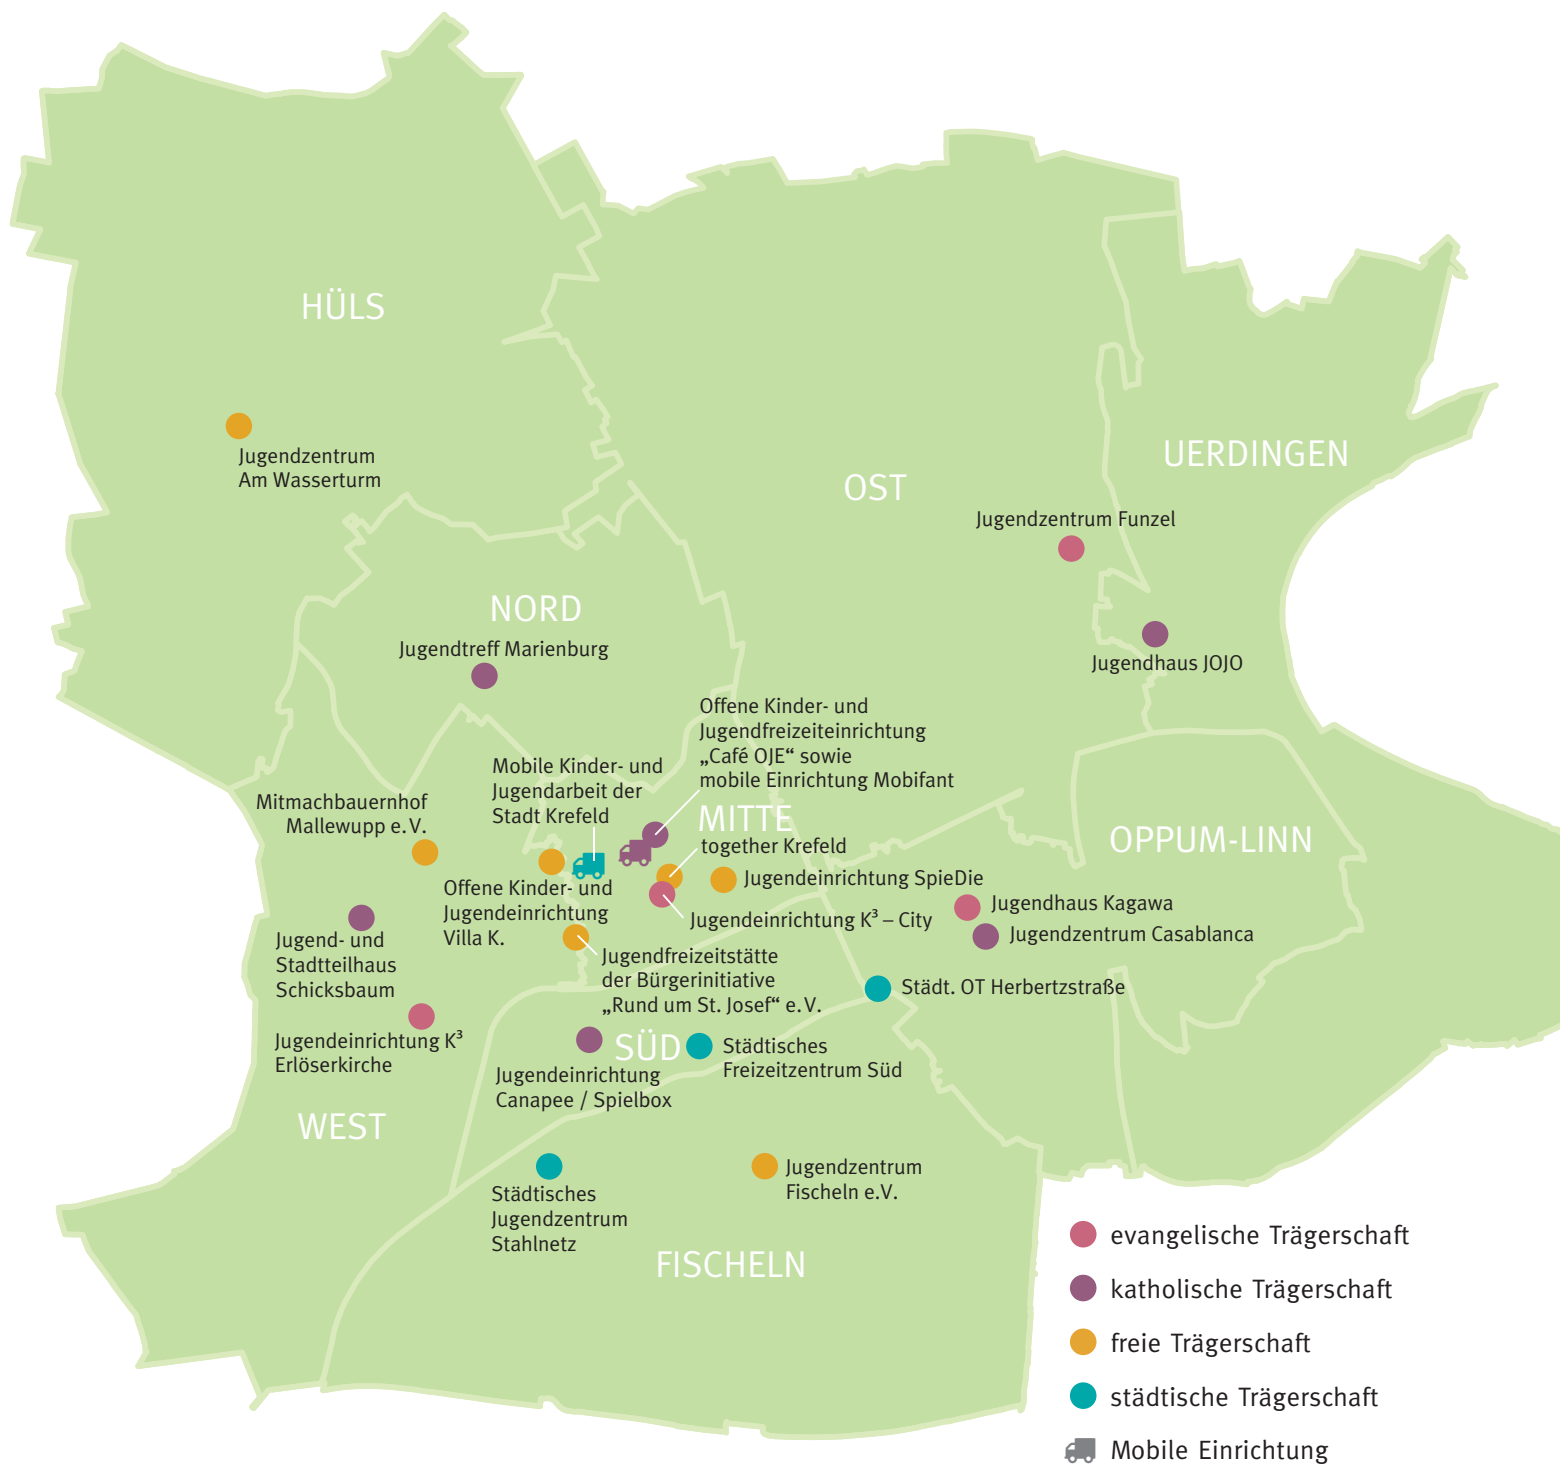 HÜLS
Jugendzentrum
Am Wasserturm
UERDINGEN
OST
Jugendzentrum Funzel
NORD
Jugendtreff Marienburg
Jugendhaus JOJO
Offene Kinder- und
Jugendfreizeiteinrichtung
„Café OJE“ sowie
mobile Einrichtung Mobifant
Mobile Kinder- und
Jugendarbeit der
Stadt Krefeld
Mitmachbauernhof
Mallewupp e.V.
MITTE
together Krefeld
OPPUM-LINN
Jugendeinrichtung SpieDie
Offene Kinder- und
Jugendeinrichtung
Villa K.
Jugendeinrichtung K³ – City
Jugendhaus Kagawa
Jugendzentrum Casablanca
Jugend- und
Stadtteilhaus
Schicksbaum
Jugendfreizeitstätte
der Bürgerinitiative
„Rund um St. Josef“ e.V.
Städt. OT Herbertzstraße
Jugendeinrichtung K³
Erlöserkirche
SÜD
Städtisches
Freizeitzentrum Süd
Jugendeinrichtung
Canapee / Spielbox
WEST
Städtisches
Jugendzentrum
Stahlnetz
Jugendzentrum
Fischeln e.V.
FISCHELN
evangelische Trägerschaft
katholische Trägerschaft
freie Trägerschaft
städtische Trägerschaft
Mobile Einrichtung